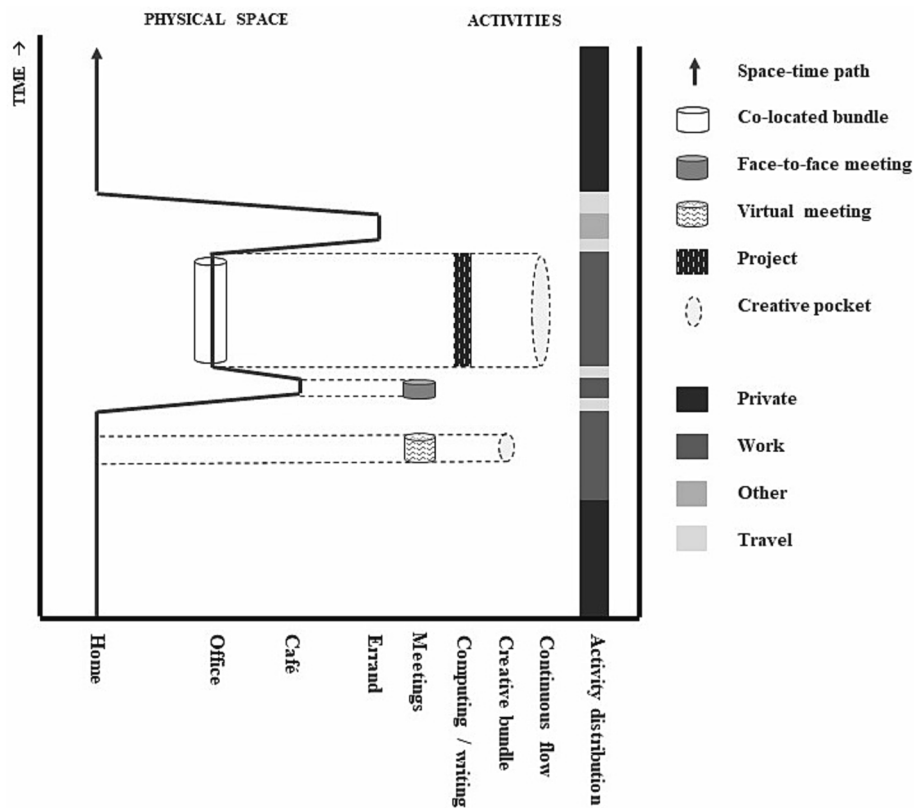 PHYSICAL SPACE
ACTIVITIES
TIME →
Space-time path
Co-located bundle
Face-to-face meeting
Virtual meeting
Project
Creative pocket
Private
Work
Other
Travel
Home
Office
Café
Errand
Meetings
Computing / writing
Creative bundle
Continuous flow
Activity distribution